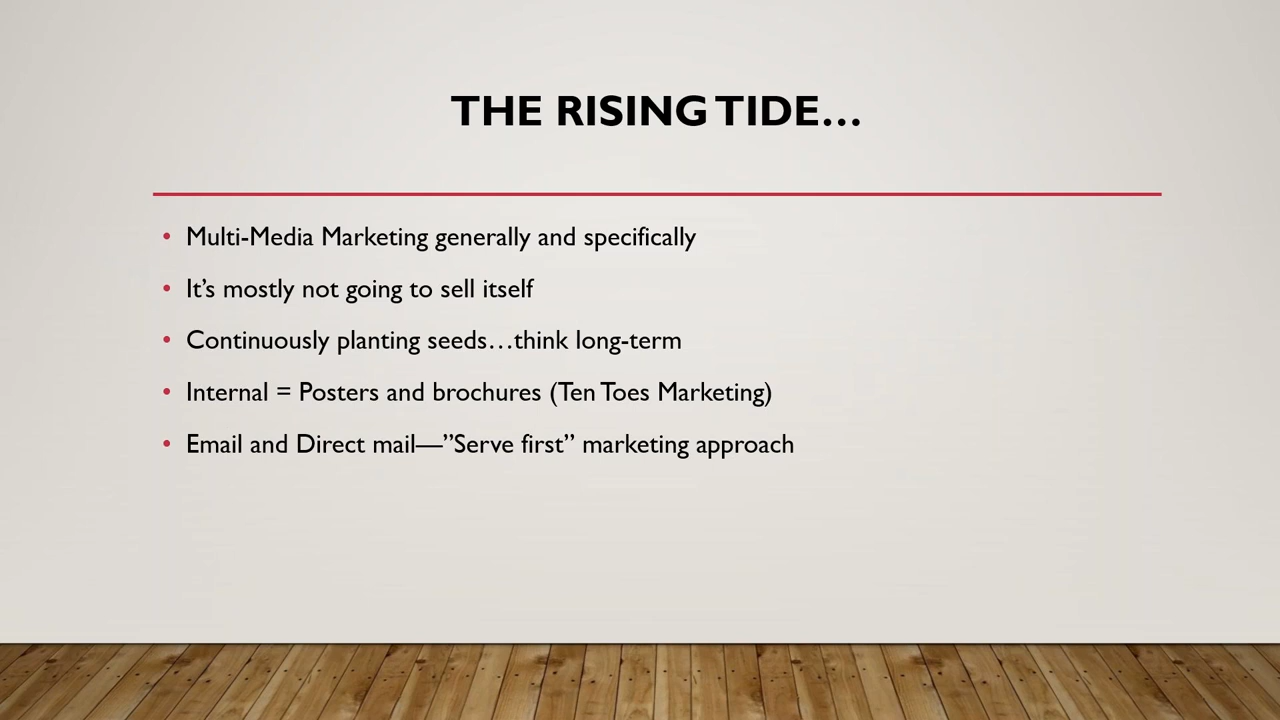 THE RISING TIDE…
• Multi-Media Marketing generally and specifically
• It’s mostly not going to sell itself
• Continuously planting seeds…think long-term
• Internal = Posters and brochures (Ten Toes Marketing)
• Email and Direct mail—”Serve first” marketing approach